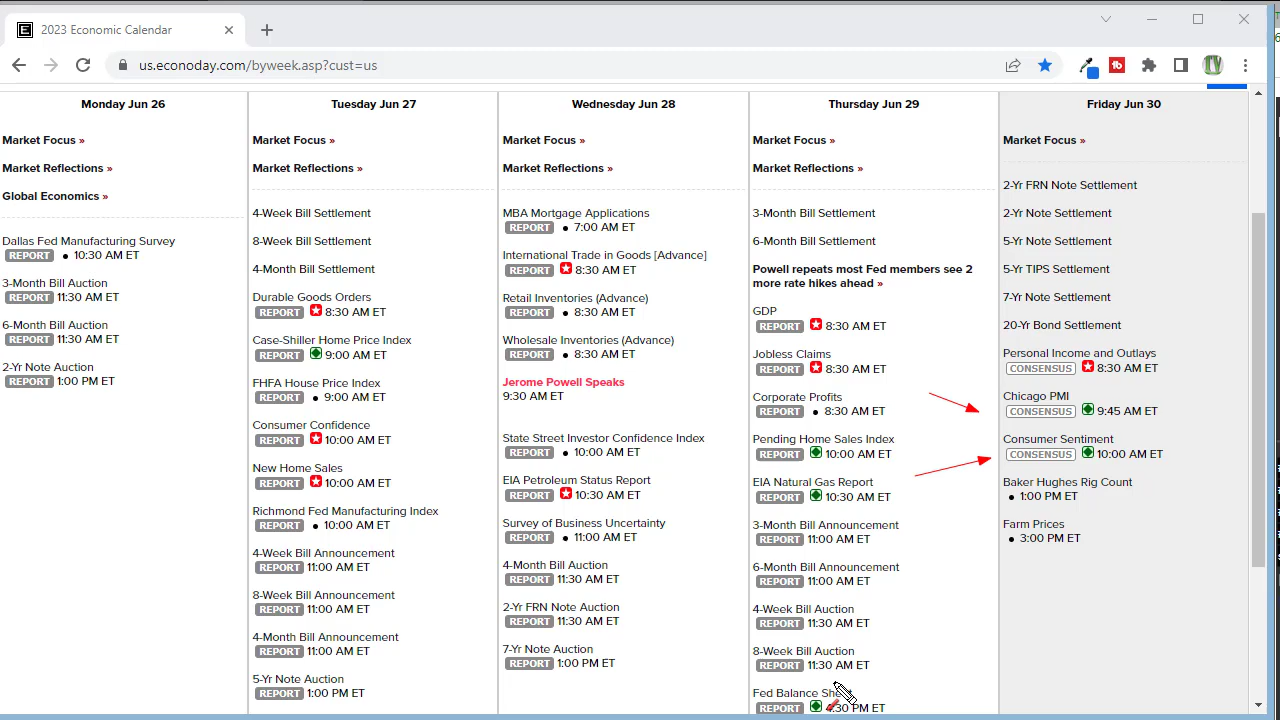 2023 Economic Calendar
us.econoday.com/byweek.asp?cust=us
Monday Jun 26
Market Focus »
Market Reflections »
Global Economics »
Dallas Fed Manufacturing Survey
REPORT • 10:30 AM ET
3-Month Bill Auction
REPORT 11:30 AM ET
6-Month Bill Auction
REPORT 11:30 AM ET
2-Yr Note Auction
REPORT 1:00 PM ET
Tuesday Jun 27
Market Focus »
Market Reflections »
4-Week Bill Settlement
8-Week Bill Settlement
4-Month Bill Settlement
Durable Goods Orders
REPORT 8:30 AM ET
Case-Shiller Home Price Index
REPORT 9:00 AM ET
FHFA House Price Index
REPORT • 9:00 AM ET
Consumer Confidence
REPORT 10:00 AM ET
New Home Sales
REPORT 10:00 AM ET
Richmond Fed Manufacturing Index
REPORT • 10:00 AM ET
4-Week Bill Announcement
REPORT 11:00 AM ET
8-Week Bill Announcement
REPORT 11:00 AM ET
4-Month Bill Announcement
REPORT 11:00 AM ET
5-Yr Note Auction
REPORT 1:00 PM ET
Wednesday Jun 28
Market Focus »
Market Reflections »
MBA Mortgage Applications
REPORT • 7:00 AM ET
International Trade in Goods [Advance]
REPORT 8:30 AM ET
Retail Inventories (Advance)
REPORT • 8:30 AM ET
Wholesale Inventories (Advance)
REPORT • 8:30 AM ET
Jerome Powell Speaks
9:30 AM ET
State Street Investor Confidence Index
REPORT • 10:00 AM ET
EIA Petroleum Status Report
REPORT 10:30 AM ET
Survey of Business Uncertainty
REPORT • 11:00 AM ET
4-Month Bill Auction
REPORT 11:30 AM ET
2-Yr FRN Note Auction
REPORT 11:30 AM ET
7-Yr Note Auction
REPORT 1:00 PM ET
Thursday Jun 29
Market Focus »
Market Reflections »
3-Month Bill Settlement
6-Month Bill Settlement
Powell repeats most Fed members see 2
more rate hikes ahead »
GDP
REPORT 8:30 AM ET
Jobless Claims
REPORT 8:30 AM ET
Corporate Profits
REPORT • 8:30 AM ET
Pending Home Sales Index
REPORT 10:00 AM ET
EIA Natural Gas Report
REPORT 10:30 AM ET
3-Month Bill Announcement
REPORT 11:00 AM ET
6-Month Bill Announcement
REPORT 11:00 AM ET
4-Week Bill Auction
REPORT 11:30 AM ET
8-Week Bill Auction
REPORT 11:30 AM ET
Fed Balance
REPORT PM ET
Friday Jun 30
Market Focus »
2-Yr FRN Note Settlement
2-Yr Note Settlement
5-Yr Note Settlement
5-Yr TIPS Settlement
7-Yr Note Settlement
20-Yr Bond Settlement
Personal Income and Outlays
CONSENSUS 8:30 AM ET
Chicago PMI
CONSENSUS 9:45 AM ET
Consumer Sentiment
CONSENSUS 10:00 AM ET
Baker Hughes Rig Count
• 1:00 PM ET
Farm Prices
• 3:00 PM ET